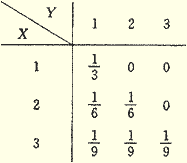 Y
X 1 2 3
1 1/3 0 0
2 1/6 1/6 0
3 1/9 1/9 1/9